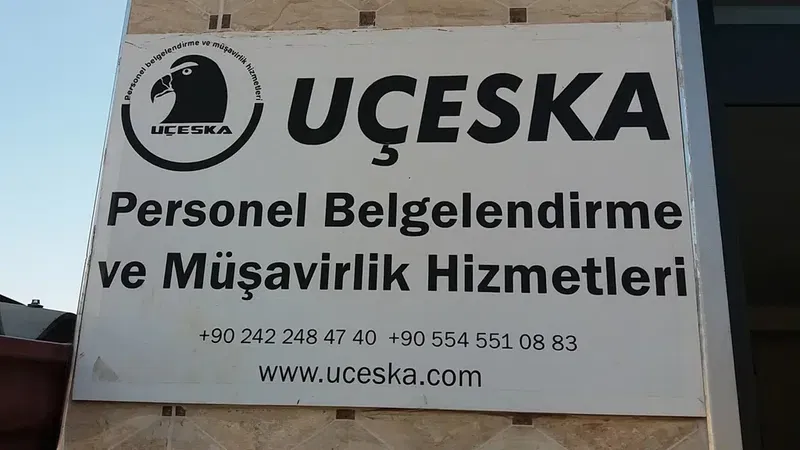 Personel belgelendirme ve müşavirlik hizmetleri
UÇESKA
UÇESKA
Personel Belgelendirme
ve Müşavirlik Hizmetleri
+90 242 248 47 40 +90 554 551 08 83
www.uceska.com